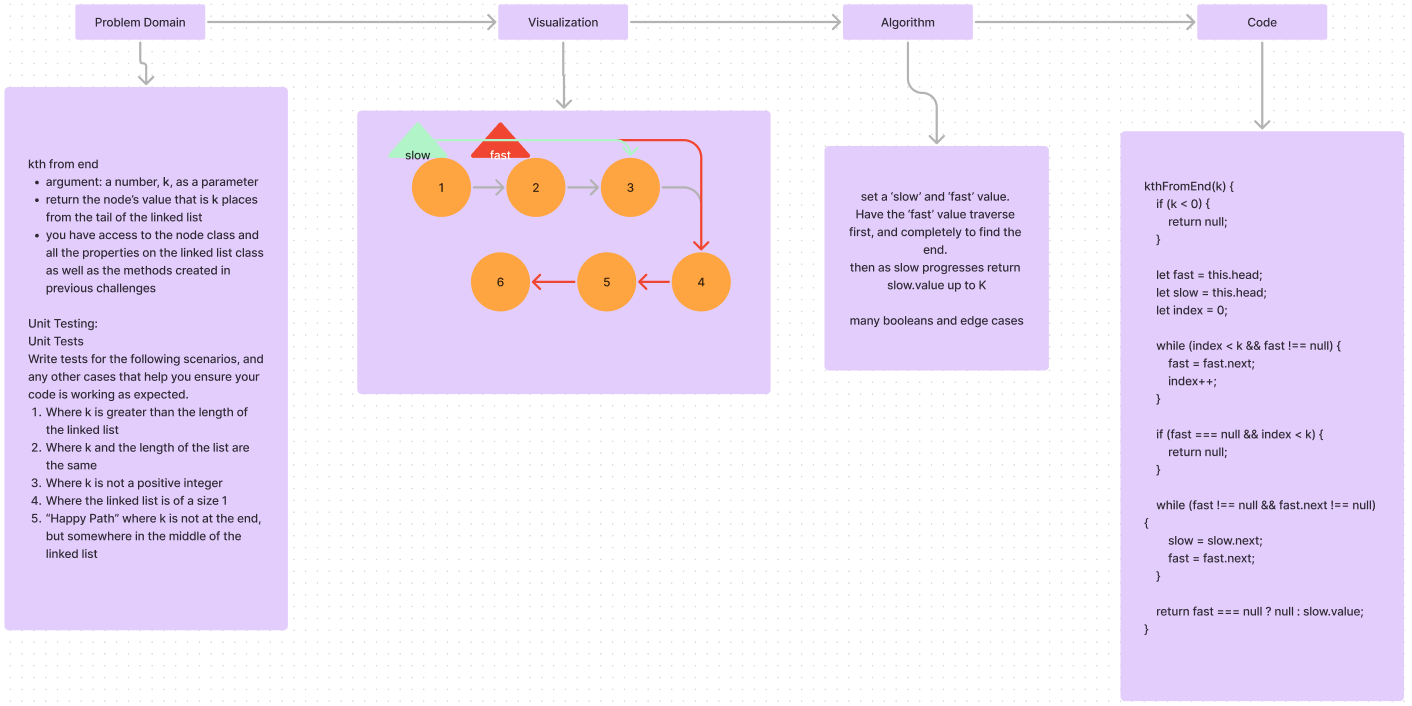 Problem Domain
Visualization
Algorithm
Code
kth from end
• argument: a number, k, as a parameter
• return the node's value that is k places
from the tail of the linked list
• you have access to the node class and
all the properties on the linked list class
as well as the methods created in
previous challenges
Unit Testing:
Unit Tests
Write tests for the following scenarios, and
any other cases that help you ensure your
code is working as expected.
1. Where k is greater than the length of
the linked list
2. Where k and the length of the list are
the same
3. Where k is not a positive integer
4. Where the linked list is of a size 1
5. “Happy Path” where k is not at the end,
but somewhere in the middle of the
linked list
slow
fast
1
2
3
6
5
4
set a 'slow' and 'fast' value.
Have the 'fast' value traverse
first, and completely to find the
end.
then as slow progresses return
slow.value up to K
many booleans and edge cases
kthFromEnd(k) {
if (k < 0) {
return null;
}
let fast = this.head;
let slow = this.head;
let index = 0;
while (index < k && fast !== null) {
fast = fast.next;
index++;
}
if (fast === null && index < k) {
return null;
}
while (fast !== null && fast.next !== null)
{
slow = slow.next;
fast = fast.next;
}
return fast === null ? null : slow.value;
}